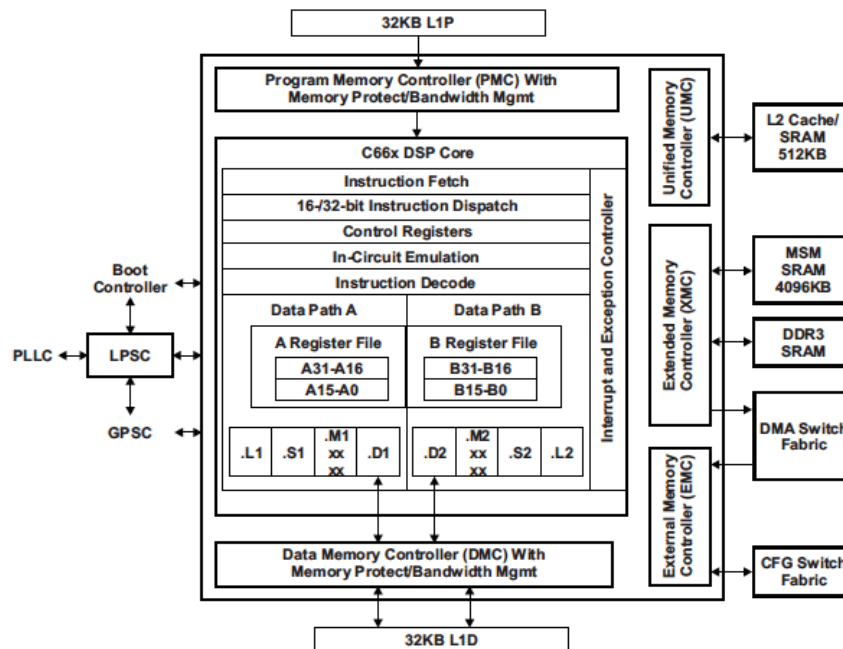 32KB L1P
Program Memory Controller (PMC) With
Memory Protect/Bandwidth Mgmt
C66x DSP Core
Instruction Fetch
16-/32-bit Instruction Dispatch
Control Registers
In-Circuit Emulation
Instruction Decode
Data Path A
Data Path B
A Register File
A31-A16
A15-A0
B Register File
B31-B16
B15-B0
.L1
.S1
.M1
xx
xx
.D1
.D2
.M2
xx
xx
.S2
.L2
Interrupt and Exception Controller
Data Memory Controller (DMC) With
Memory Protect/Bandwidth Mgmt
32KB L1D
Boot
Controller
PLLC
LPSC
GPSC
Unified Memory
Controller (UMC)
Extended Memory
Controller (XMC)
External Memory
Controller (EMC)
L2 Cache/
SRAM
512KB
MSM
SRAM
4096KB
DDR3
SRAM
DMA Switch
Fabric
CFG Switch
Fabric